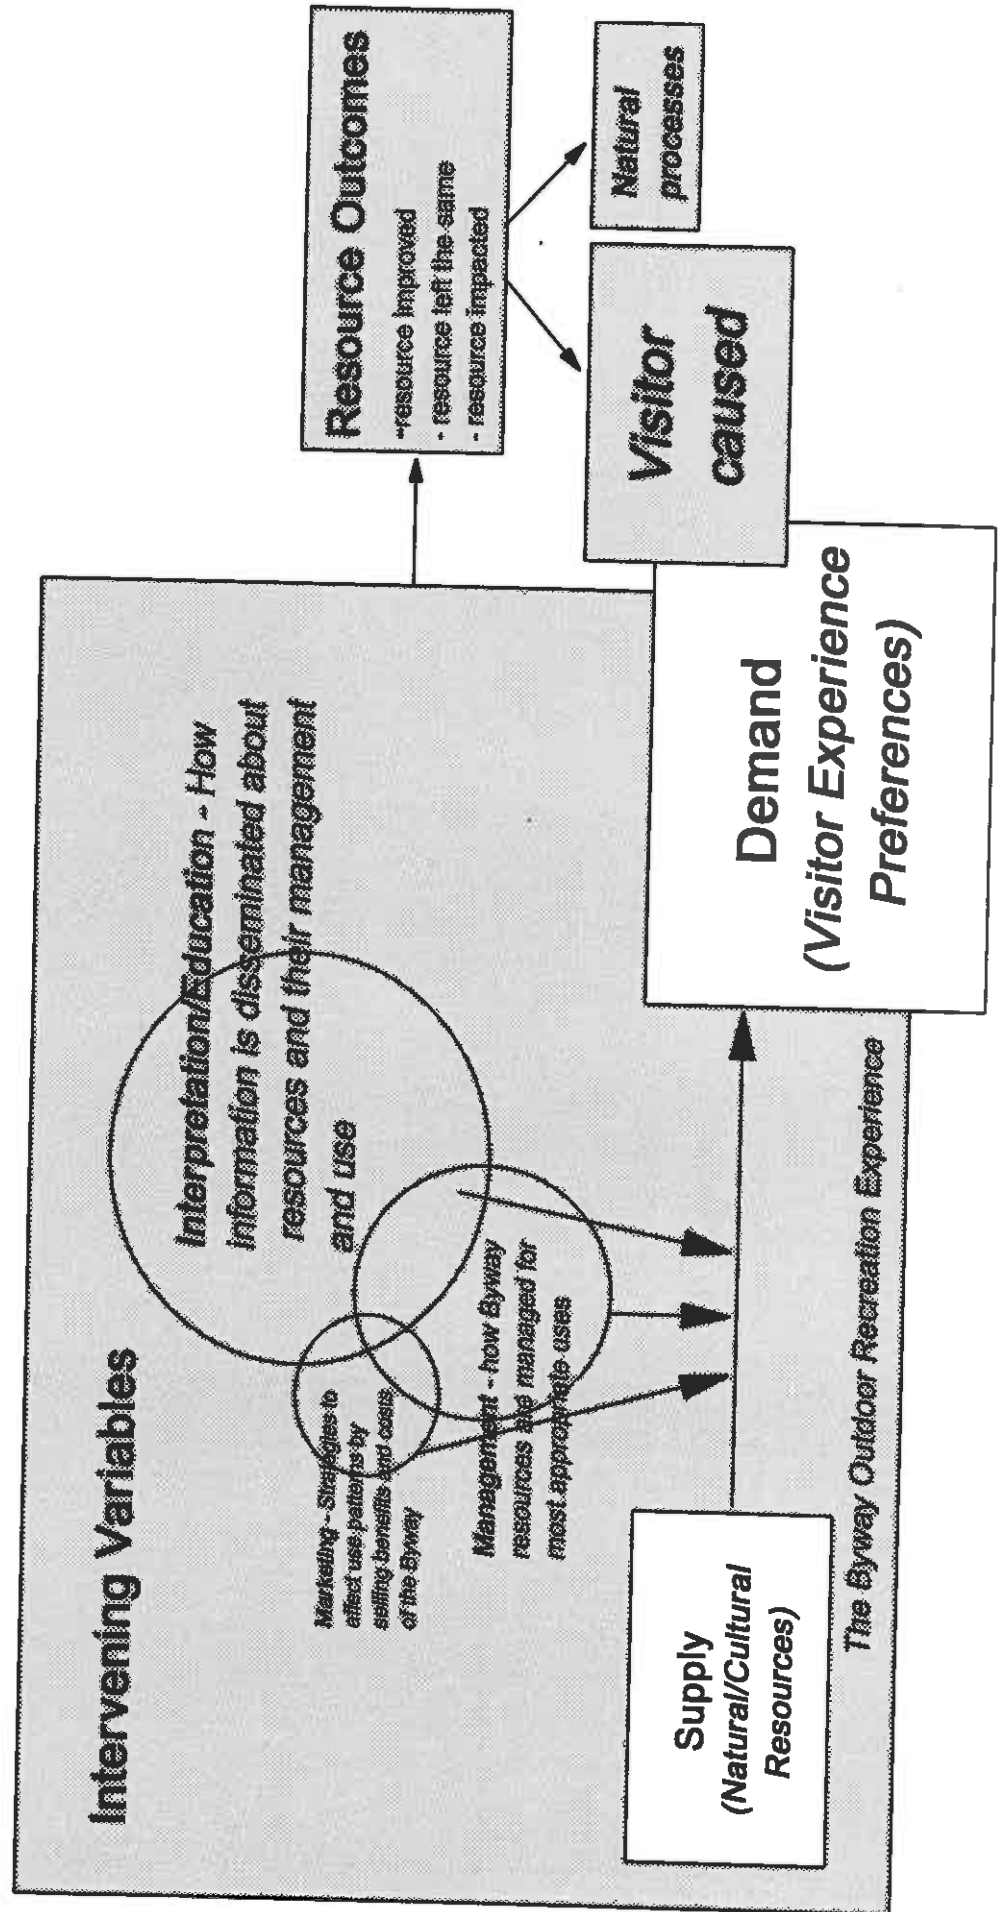 Intervening Variables
Interpretation/Education - How
information is disseminated about
resources and their management
and use
Marketing - Strategies to
affect use patterns by
selling benefits and costs
of the Byway
Management - how Byway
resources are managed for
most appropriate uses
Supply
(Natural/Cultural
Resources)
Demand
(Visitor Experience
Preferences)
The Byway Outdoor Recreation Experience
Resource Outcomes
-resource improved
- resource left the same
- resource impacted
Visitor
caused
Natural
processes